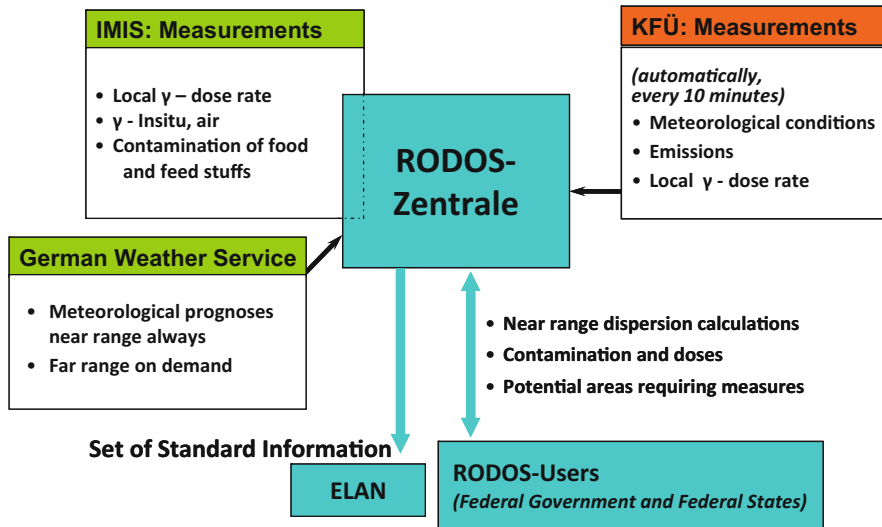 IMIS: Measurements
• Local γ – dose rate
• γ - Insitu, air
• Contamination of food
and feed stuffs
KFÜ: Measurements
(automatically,
every 10 minutes)
• Meteorological conditions
• Emissions
• Local γ - dose rate
RODOS-
Zentrale
German Weather Service
• Meteorological prognoses
near range always
• Far range on demand
• Near range dispersion calculations
• Contamination and doses
• Potential areas requiring measures
Set of Standard Information
ELAN
RODOS-Users
(Federal Government and Federal States)